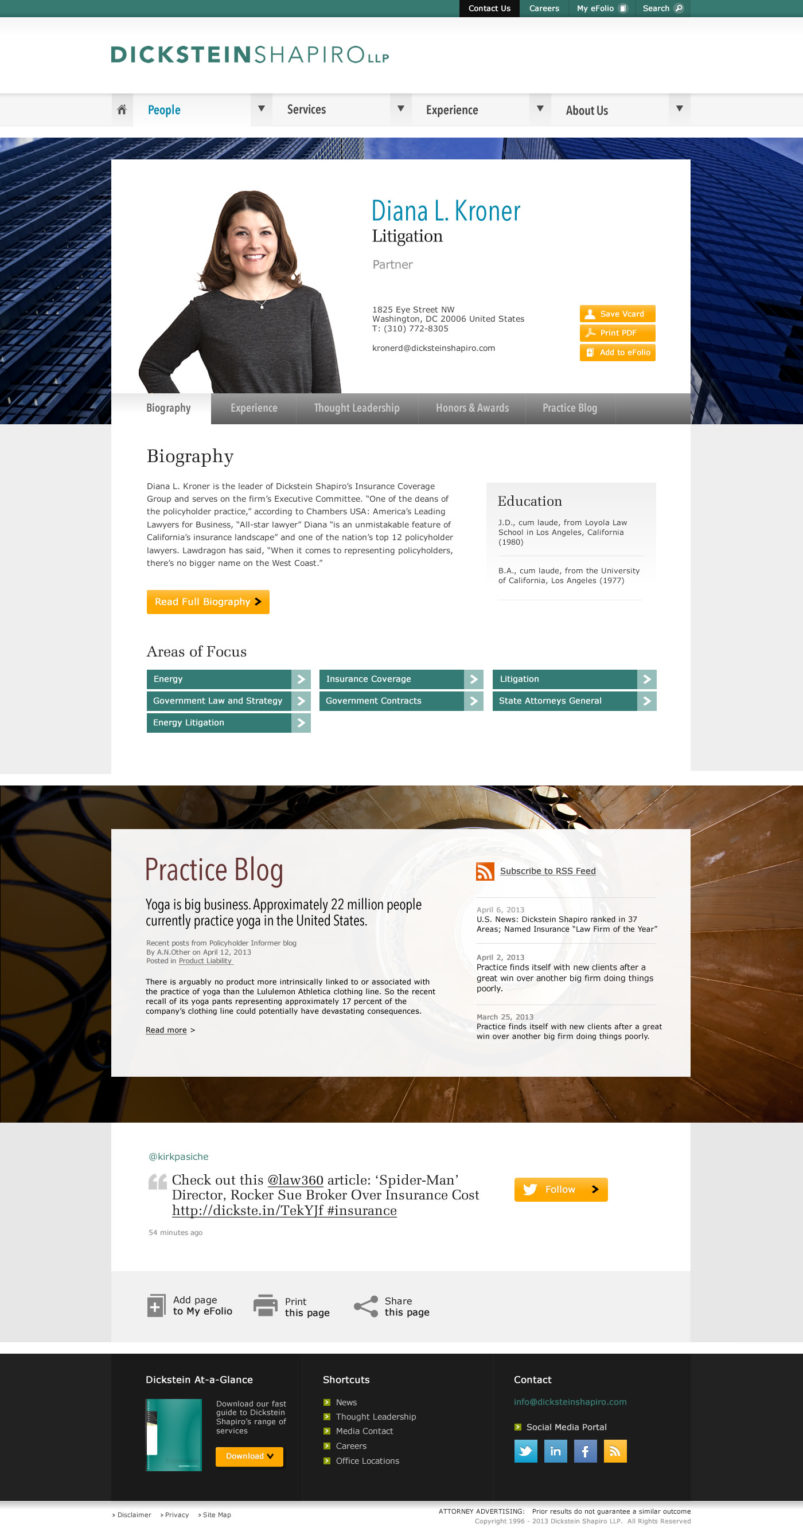 Contact Us
Careers
My eFolio
Search
DICKSTEINSHAPIRO LLP
People
Services
Experience
About Us
Diana L. Kroner
Litigation
Partner
1825 Eye Street NW
Washington, DC 20006 United States
T: (310) 772-8305
kronerd@dicksteinshapiro.com
Save Vcard
Print PDF
Add to eFolio
Biography
Experience
Thought Leadership
Honors & Awards
Practice Blog
Biography
Diana L. Kroner is the leader of Dickstein Shapiro's Insurance Coverage
Group and serves on the firm's Executive Committee. "One of the deans of
the policyholder practice," according to Chambers USA: America's Leading
Lawyers for Business, "All-star lawyer" Diana "is an unmistakable feature of
California's insurance landscape" and one of the nation's top 12 policyholder
lawyers. Lawdragon has said, "When it comes to representing policyholders,
there's no bigger name on the West Coast."
Read Full Biography
Education
J.D., cum laude, from Loyola Law
School in Los Angeles, California
(1980)
B.A., cum laude, from the University
of California, Los Angeles (1977)
Areas of Focus
Energy
Insurance Coverage
Litigation
Government Law and Strategy
Government Contracts
State Attorneys General
Energy Litigation
Practice Blog
Yoga is big business. Approximately 22 million people
currently practice yoga in the United States.
Recent posts from Policyholder Informer blog
By A.N.Other on April 12, 2013
Posted in Product Liability
There is arguably no product more intrinsically linked to or associated with
the practice of yoga than the Lululemon Athletica clothing line. So the recent
recall of its yoga pants representing approximately 17 percent of the
company's clothing line could potentially have devastating consequences.
Read more >
Subscribe to RSS Feed
April 6, 2013
U.S. News: Dickstein Shapiro ranked in 37
Areas; Named Insurance "Law Firm of the Year"
April 2, 2013
Practice finds itself with new clients after a
great win over another big firm doing things
poorly.
March 25, 2013
Practice finds itself with new clients after a great
win over another big firm doing things poorly.
@kirkpasiche
Check out this @law360 article: 'Spider-Man'
Director, Rocker Sue Broker Over Insurance Cost
http://dickste.in/TekYJf #insurance
54 minutes ago
Follow
Add page
to My eFolio
Print
this page
Share
this page
Dickstein At-a-Glance
Download our fast
guide to Dickstein
Shapiro's range of
services
Download
Shortcuts
News
Thought Leadership
Media Contact
Careers
Office Locations
Contact
info@dicksteinshapiro.com
Social Media Portal
Disclaimer
Privacy
Site Map
ATTORNEY ADVERTISING: Prior results do not guarantee a similar outcome
Copyright 1996 - 2013 Dickstein Shapiro LLP. All Rights Reserved